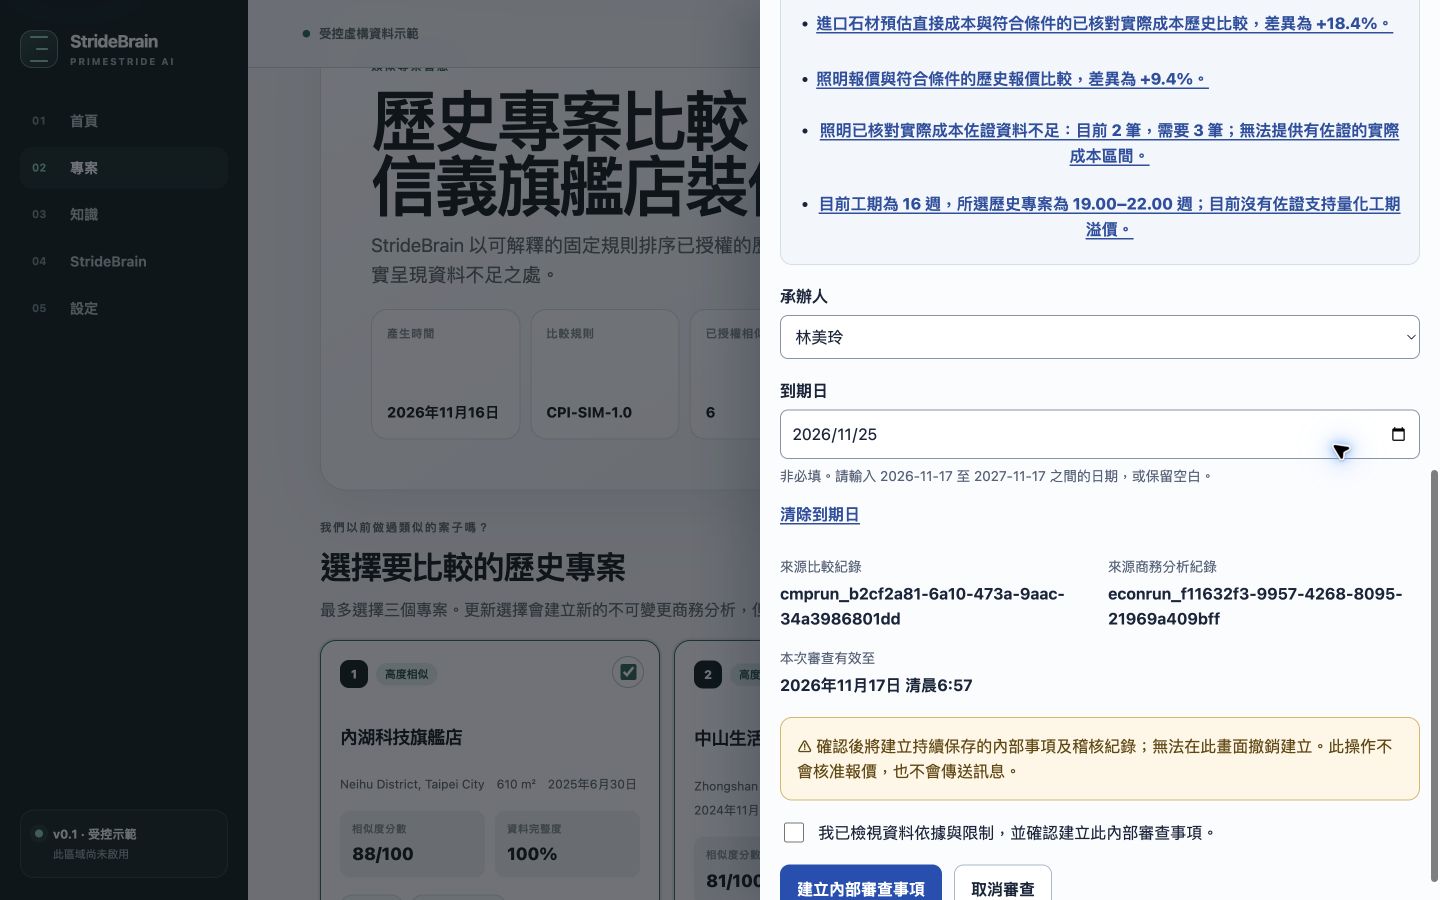 StrideBrain
PRIMESTRIDE AI
01 首頁
02 專案
03 知識
04 StrideBrain
05 設定
v0.1 · 受控示範
此區域尚未啟用
受控虛構資料示範
歷史專案比較
信義旗艦店裝
StrideBrain 以可解釋的固定規則排序已授權的
實呈現資料不足之處。
產生時間
2026年11月16日
比較規則
CPI-SIM-1.0
已授權相
6
我們以前做過類似的案子嗎？
選擇要比較的歷史專案
最多選擇三個專案。更新選擇會建立新的不可變更商務分析，
1 高度相似
內湖科技旗艦店
Neihu District, Taipei City 610 m² 2025年6月30日
相似度分數
88/100
資料完整度
100%
2 高度
中山生活
Zhongshan
2024年11月
相似度分
81/100
• 進口石材預估直接成本與符合條件的已核對實際成本歷史比較，差異為 +18.4%。
• 照明報價與符合條件的歷史報價比較，差異為 +9.4%。
• 照明已核對實際成本佐證資料不足：目前 2 筆，需要 3 筆；無法提供有佐證的實際
成本區間。
• 目前工期為 16 週，所選歷史專案為 19.00–22.00 週；目前沒有佐證支持量化工期
溢價。
承辦人
林美玲
到期日
2026/11/25
非必填。請輸入 2026-11-17 至 2027-11-17 之間的日期，或保留空白。
清除到期日
來源比較紀錄
cmprun_b2cf2a81-6a10-473a-9aac-
34a3986801dd
來源商務分析紀錄
econrun_f11632f3-9957-4268-8095-
21969a409bff
本次審查有效至
2026年11月17日 清晨6:57
⚠ 確認後將建立持續保存的內部事項及稽核紀錄；無法在此畫面撤銷建立。此操作不
會核准報價，也不會傳送訊息。
我已檢視資料依據與限制，並確認建立此內部審查事項。
建立內部審查事項
取消審查